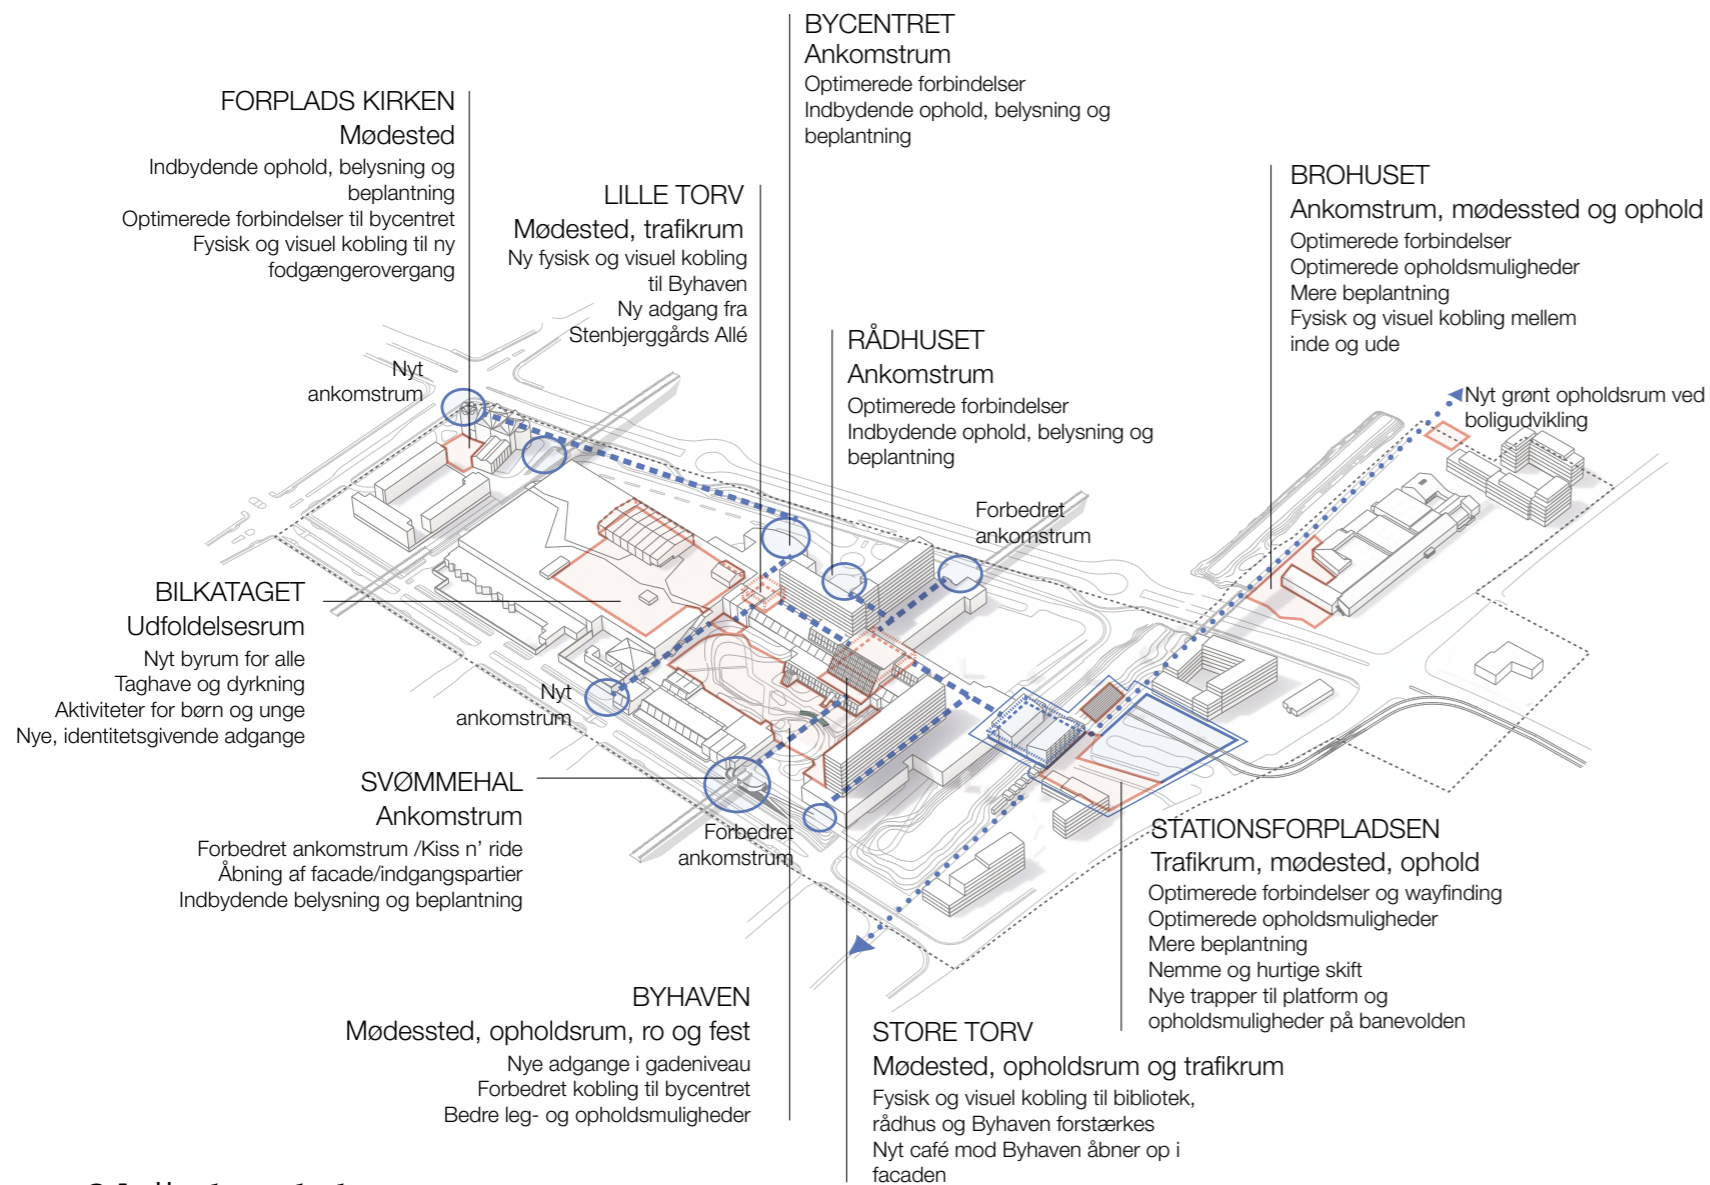 BYCENTRET
Ankomstrum
Optimerede forbindelser
Indbydende ophold, belysning og
beplantning
FORPLADS KIRKEN
Mødested
Indbydende ophold, belysning og
beplantning
Optimerede forbindelser til bycentret
Fysisk og visuel kobling til ny
fodgængerovergang
LILLE TORV
Mødested, trafikrum
Ny fysisk og visuel kobling
til Byhaven
Ny adgang fra
Stenbjerggårds Allé
BROHUSET
Ankomstrum, mødessted og ophold
Optimerede forbindelser
Optimerede opholdsmuligheder
Mere beplantning
Fysisk og visuel kobling mellem
inde og ude
RÅDHUSET
Ankomstrum
Optimerede forbindelser
Indbydende ophold, belysning og
beplantning
Nyt
ankomstrum
Nyt grønt opholdsrum ved
boligudvikling
Forbedret
ankomstrum
BILKATAGET
Udfoldelsesrum
Nyt byrum for alle
Taghave og dyrkning
Aktiviteter for børn og unge
Nye, identitetsgivende adgange
Nyt
ankomstrum
SVØMMEHAL
Ankomstrum
Forbedret ankomstrum /Kiss n' ride
Åbning af facade/indgangspartier
Indbydende belysning og beplantning
Forbedret
ankomstrum
STATIONSFORPLADSEN
Trafikrum, mødested, ophold
Optimerede forbindelser og wayfinding
Optimerede opholdsmuligheder
Mere beplantning
Nemme og hurtige skift
Nye trapper til platform og
opholdsmuligheder på banevolden
BYHAVEN
Mødessted, opholdsrum, ro og fest
Nye adgange i gadeniveau
Forbedret kobling til bycentret
Bedre leg- og opholdsmuligheder
STORE TORV
Mødested, opholdsrum og trafikrum
Fysisk og visuel kobling til bibliotek,
rådhus og Byhaven forstærkes
Nyt café mod Byhaven åbner op i
facaden